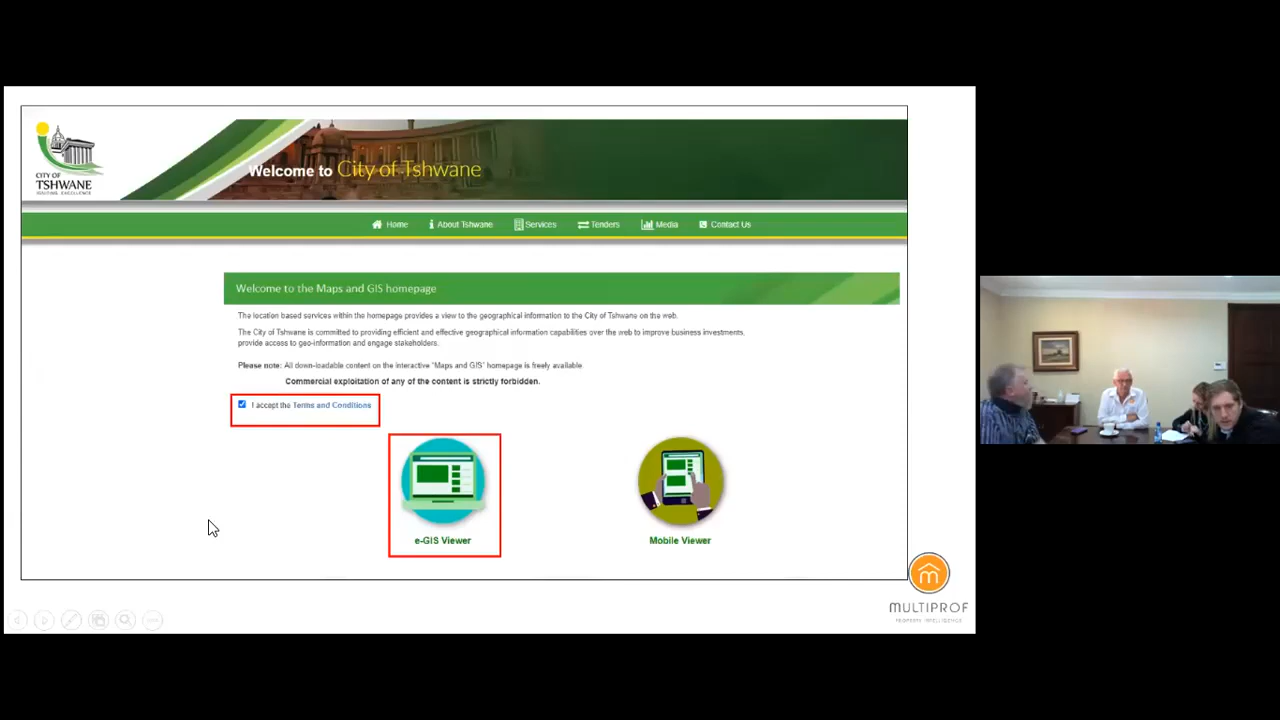 Welcome to City of Tshwane
CITY OF
TSHWANE
IGNITING EXCELLENCE
Home
About Tshwane
Services
Tenders
Media
Contact Us
Welcome to the Maps and GIS homepage
The location based services within the homepage provides a view to the geographical information to the City of Tshwane on the web.
The City of Tshwane is committed to providing efficient and effective geographical information capabilities over the web to improve business investments,
provide access to geo-information and engage stakeholders.
Please note: All down-loadable content on the interactive "Maps and GIS" homepage is freely available.
Commercial exploitation of any of the content is strictly forbidden.
I accept the Terms and Conditions
e-GIS Viewer
Mobile Viewer
MULTIPROF
PROPERTY INTELLIGENCE